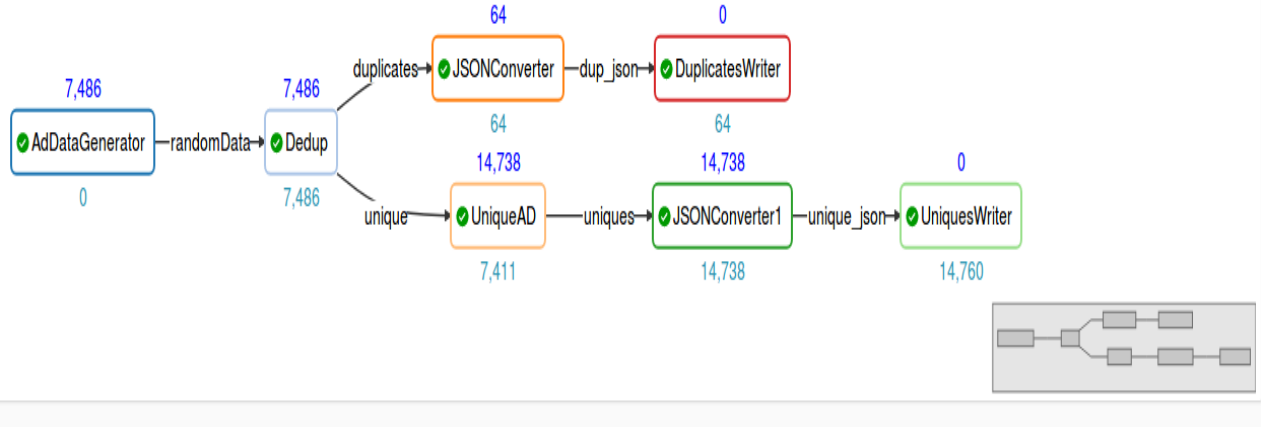 64
0
duplicates
JSONConverter
dup_json
DuplicatesWriter
7,486
7,486
64
64
AdDataGenerator
randomData
Dedup
14,738
14,738
0
0
7,486
unique
UniqueAD
uniques
JSONConverter1
unique_json
UniquesWriter
7,411
14,738
14,760